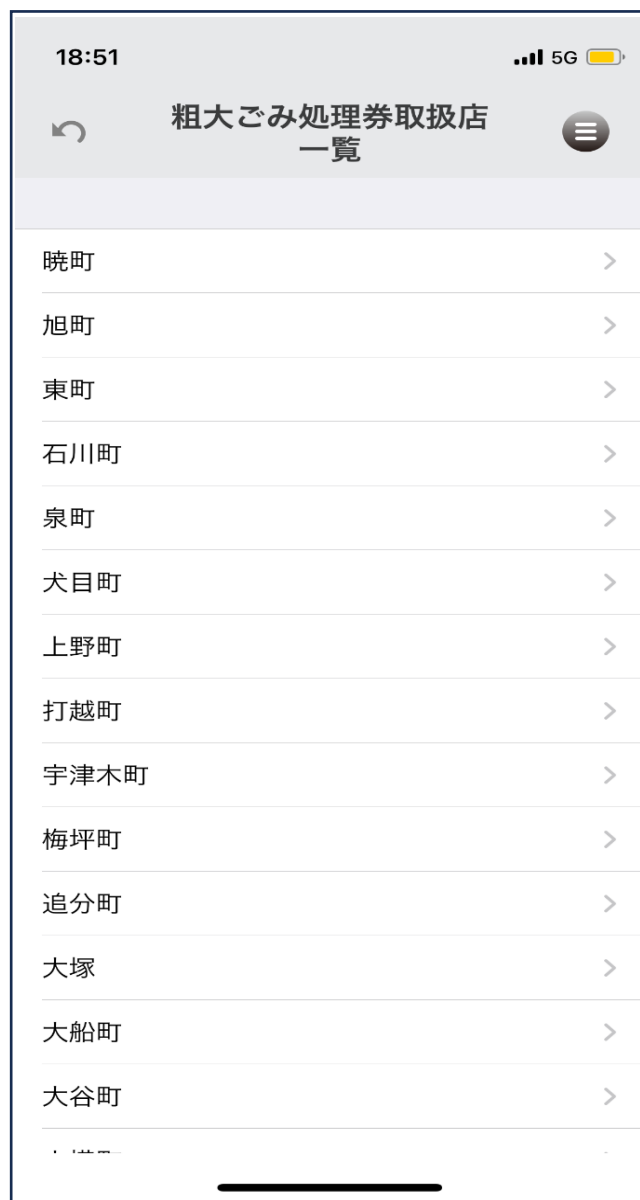 18:51
5G
粗大ごみ処理券取扱店
一覧
暁町
旭町
東町
石川町
泉町
犬目町
上野町
打越町
宇津木町
梅坪町
追分町
大塚
大船町
大谷町